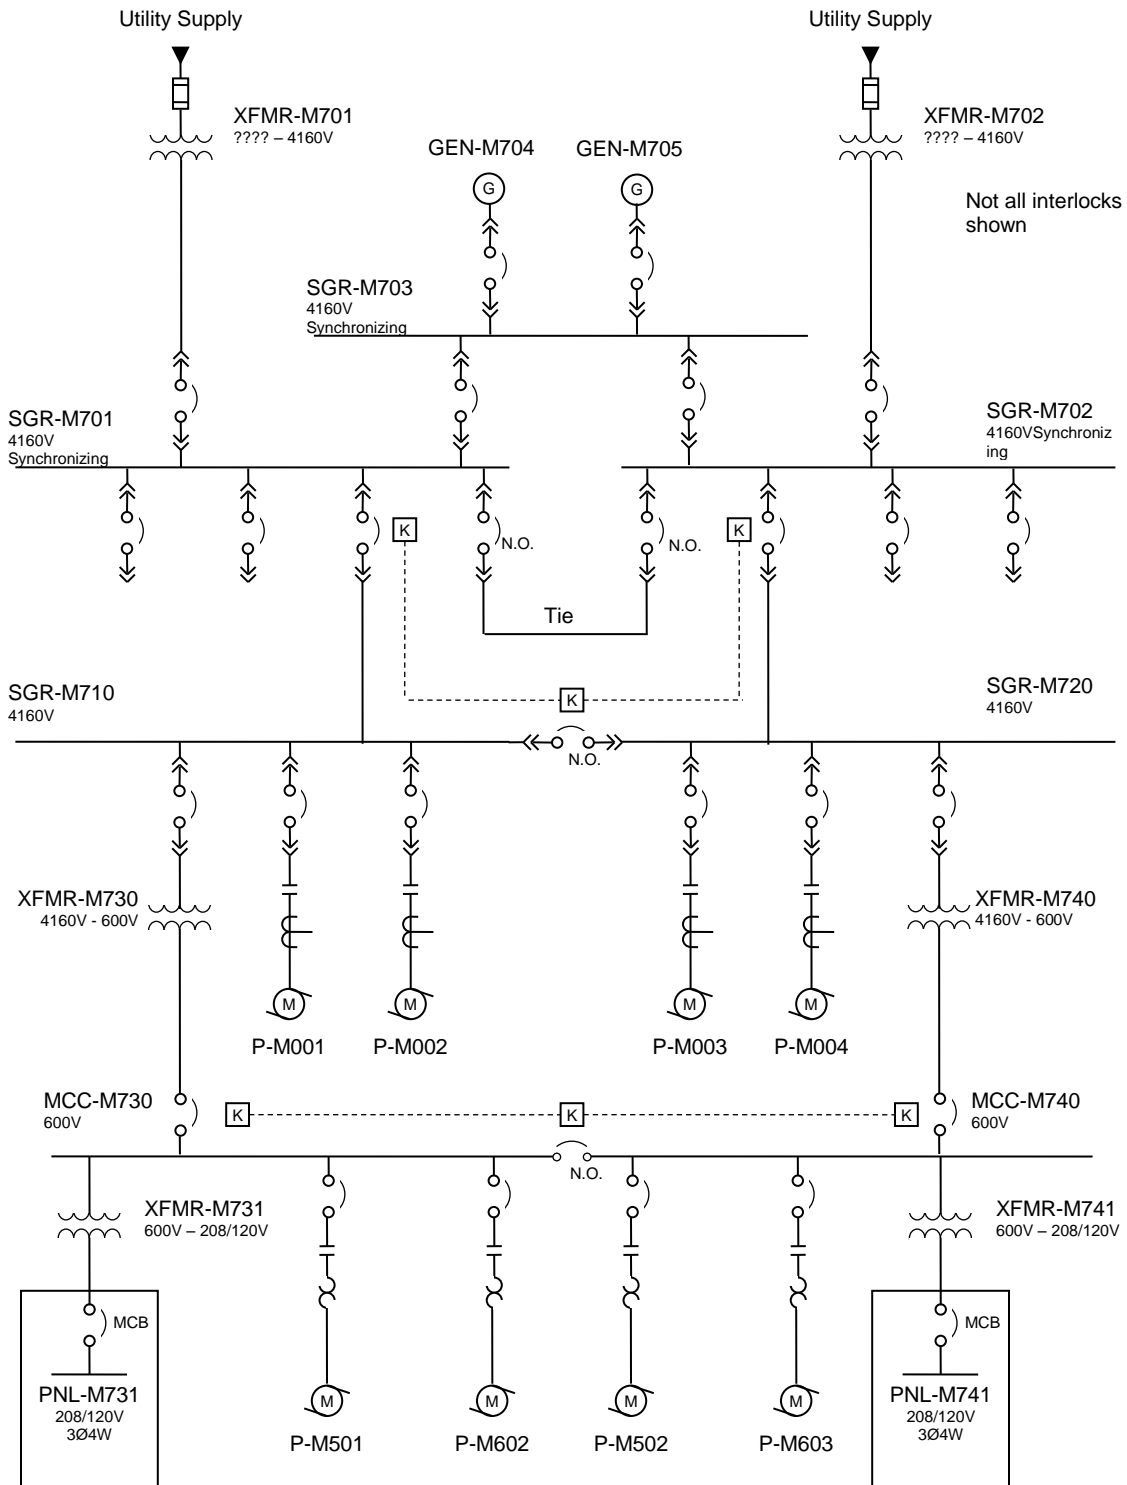 Utility Supply
Utility Supply
XFMR-M701
???? – 4160V
XFMR-M702
???? – 4160V
GEN-M704
GEN-M705
G
G
Not all interlocks
shown
SGR-M703
4160V
Synchronizing
SGR-M701
4160V
Synchronizing
SGR-M702
4160VSynchroniz
ing
K
N.O.
K
N.O.
Tie
SGR-M710
4160V
K
SGR-M720
4160V
N.O.
XFMR-M730
4160V - 600V
XFMR-M740
4160V - 600V
M
M
M
M
P-M001
P-M002
P-M003
P-M004
MCC-M730
600V
K
K
K
MCC-M740
600V
N.O.
XFMR-M731
600V – 208/120V
XFMR-M741
600V – 208/120V
MCB
MCB
PNL-M731
208/120V
3Ø4W
PNL-M741
208/120V
3Ø4W
M
M
M
M
P-M501
P-M602
P-M502
P-M603